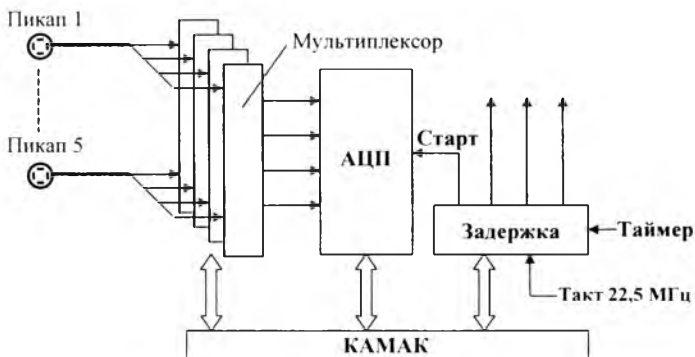 Пикап 1
Мультиплексор
Пикап 5
АЦП
Старт
Задержка
Таймер
Такт 22,5 МГц
КАМАК